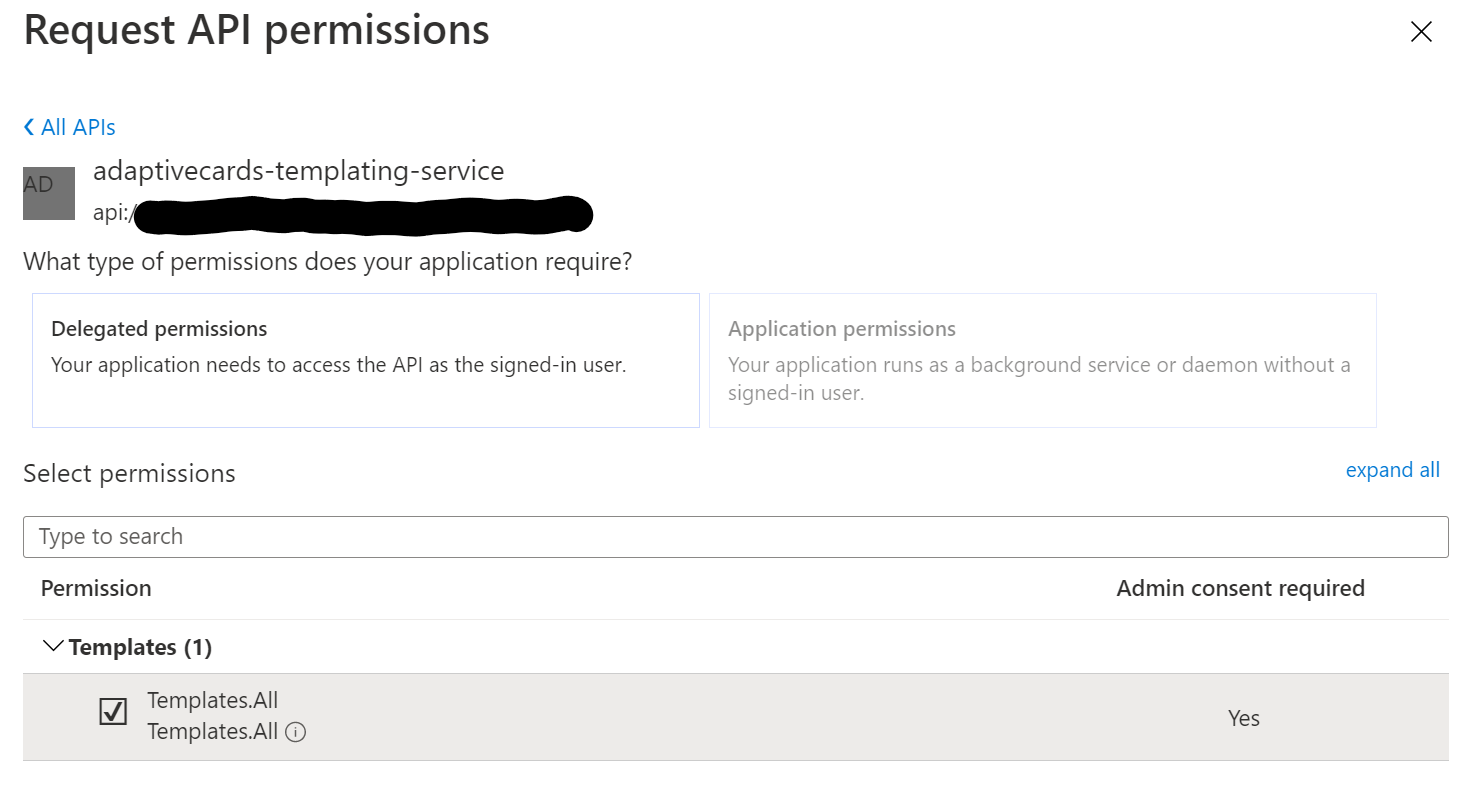 Request API permissions
All APIs
AD
adaptivecards-templating-service
api:/
What type of permissions does your application require?
Delegated permissions
Your application needs to access the API as the signed-in user.
Application permissions
Your application runs as a background service or daemon without a
signed-in user.
Select permissions
expand all
Type to search
Permission
Admin consent required
Templates (1)
Templates.All
Templates.All
Yes